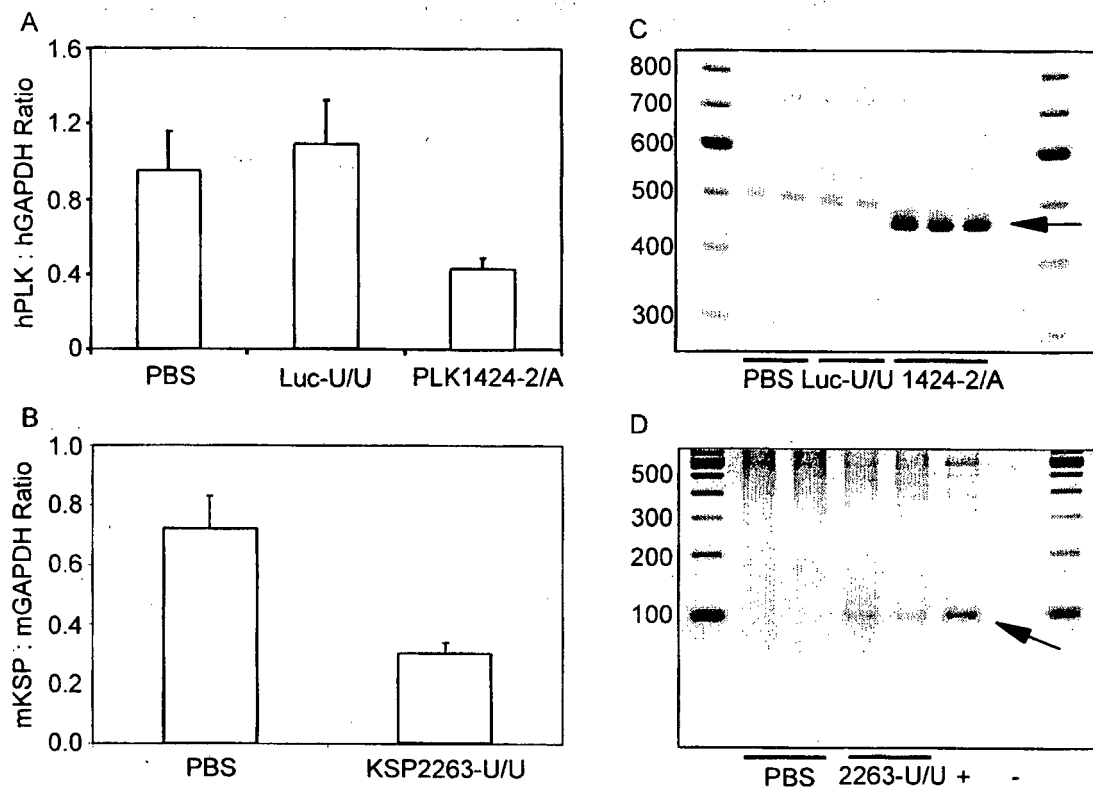 A
hPLK : hGAPDH Ratio
1.6
1.2
0.8
0.4
0
PBS Luc-U/U PLK1424-2/A
B
mKSP : mGAPDH Ratio
1.0
0.8
0.6
0.4
0.2
0.0
PBS KSP2263-U/U
C
800
700
600
500
400
300
PBS Luc-U/U 1424-2/A
D
500
300
200
100
PBS 2263-U/U + -